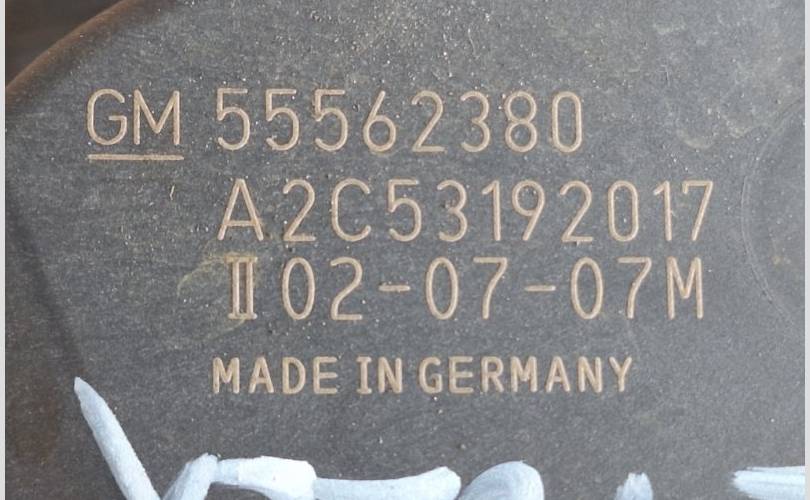 GM 55562380
A2C53192017
II02-07-07M
MADE IN GERMANY